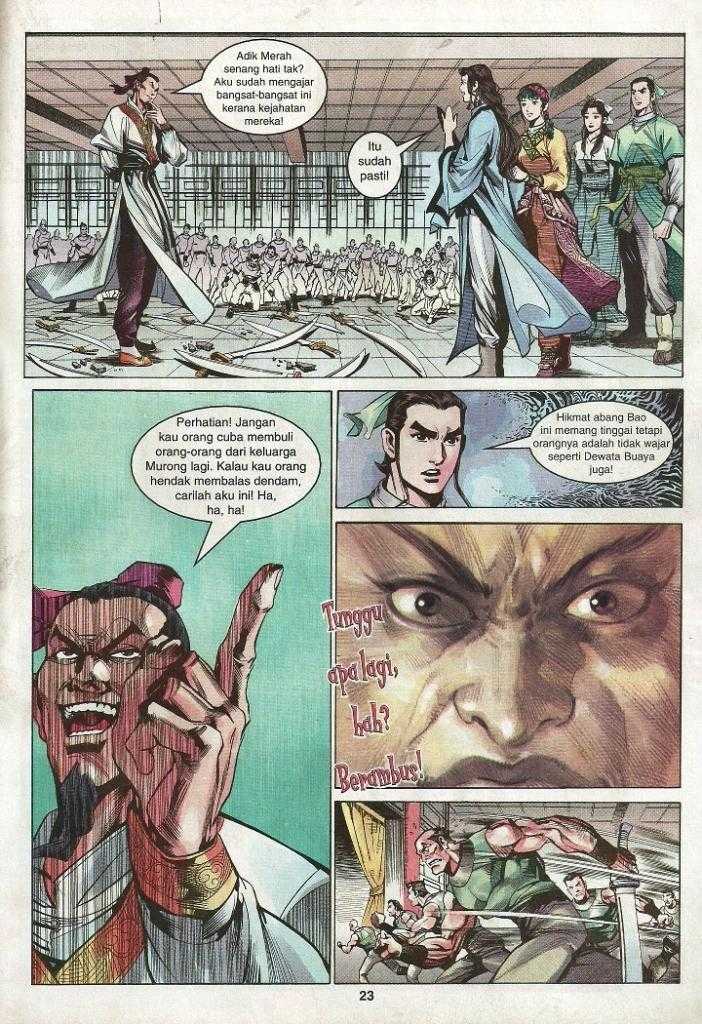 Adik Merah
senang hati tak?
Aku sudah mengajar
bangsat-bangsat ini
kerana kejahatan
mereka!
Itu
sudah
pasti!
Perhatian! Jangan
kau orang cuba membuli
orang-orang dari keluarga
Murong lagi. Kalau kau orang
hendak membalas dendam,
carilah aku ini! Ha,
ha, ha!
Hikmat abang Bao
ini memang tinggai tetapi
orangnya adalah tidak wajar
seperti Dewata Buaya
juga!
Tunggu
apa lagi,
hah?
Berambus!
23